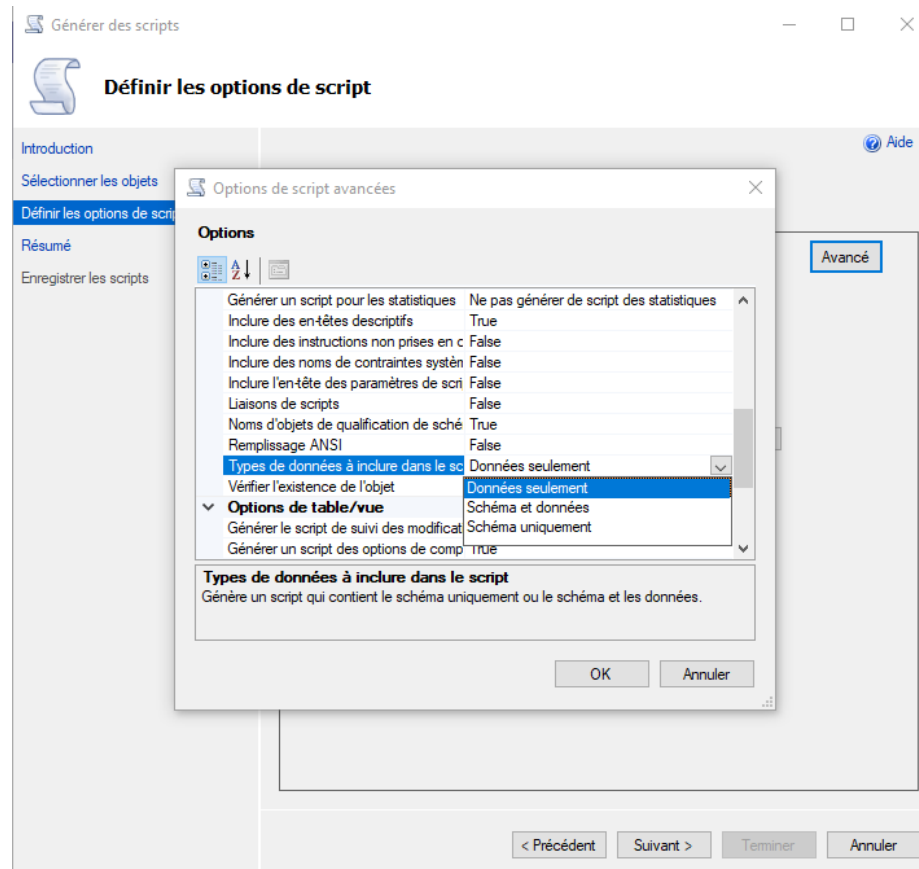 Générer des scripts
Définir les options de script
Introduction
Sélectionner les objets
Définir les options de scrip
Résumé
Enregistrer les scripts
Aide
Avancé
Options de script avancées
Options
Générer un script pour les statistiques Ne pas générer de script des statistiques
Inclure des en-têtes descriptifs True
Inclure des instructions non prises en c False
Inclure des noms de contraintes systèm False
Inclure l'en-tête des paramètres de scri False
Liaisons de scripts False
Noms d'objets de qualification de sché True
Remplissage ANSI False
Types de données à inclure dans le sc Données seulement
Vérifier l'existence de l'objet
Données seulement
Schéma et données
Schéma uniquement
Options de table/vue
Générer le script de suivi des modificat
Générer un script des options de comp True
Types de données à inclure dans le script
Génère un script qui contient le schéma uniquement ou le schéma et les données.
OK Annuler
< Précédent Suivant > Terminer Annuler